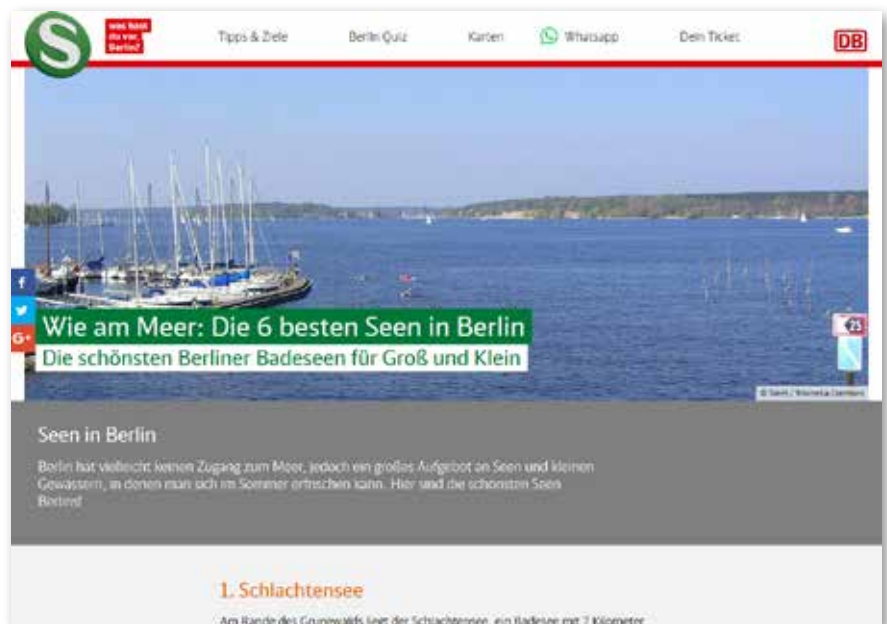 S
was hast
du vor,
Berlin?
Tipps & Ziele
Berlin Quiz
Karten
Whatsapp
Dein Ticket
DB
f
G+
Wie am Meer: Die 6 besten Seen in Berlin
Die schönsten Berliner Badeseen für Groß und Klein
25
Seen in Berlin
Berlin hat vielleicht keinen Zugang zum Meer, jedoch ein großes Aufgebot an Seen und kleinen
Gewässern, in denen man sich im Sommer erfrischen kann. Hier sind die schönsten Seen
Berlins!
1. Schlachtensee
Am Rande des Grunewalds liegt der Schlachtensee, ein Badesee mit 7 Kilometer